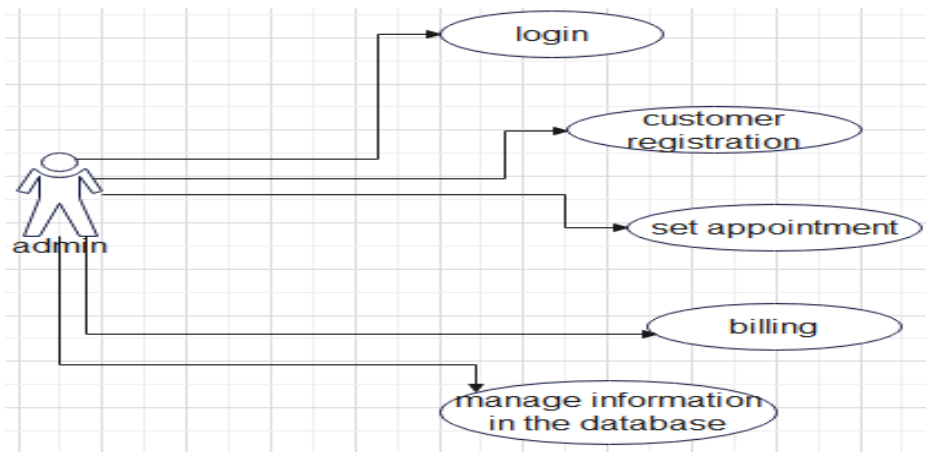 login
customer
registration
set appointment
admin
billing
manage information
in the database